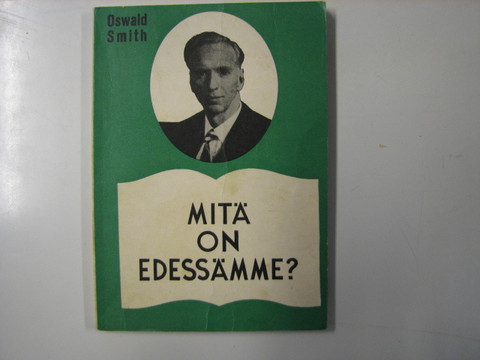 Oswald
Smith
MITÄ
ON
EDESSÄMME?